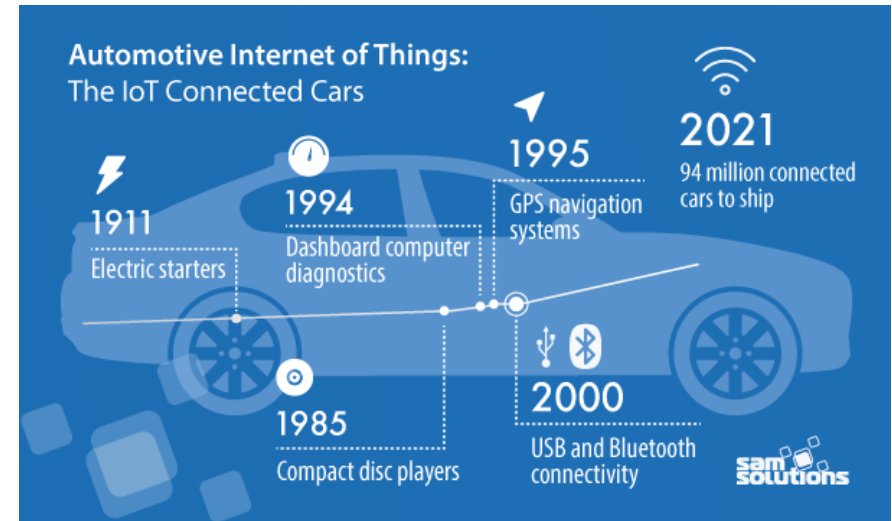 Automotive Internet of Things:
The IoT Connected Cars
1911
Electric starters
1994
Dashboard computer
diagnostics
1995
GPS navigation
systems
2021
94 million connected
cars to ship
1985
Compact disc players
2000
USB and Bluetooth
connectivity
sam
solutions